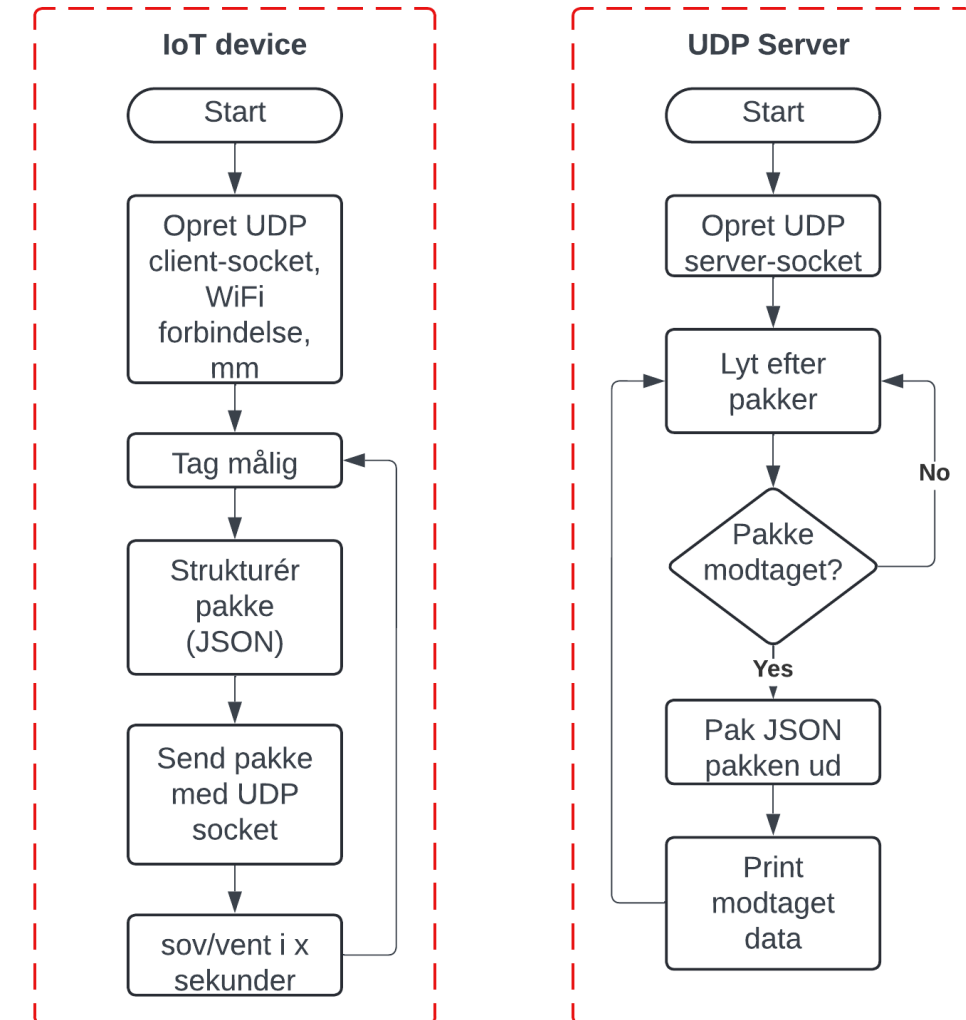 IoT device
Start
Opret UDP
client-socket,
WiFi
forbindelse,
mm
Tag målig
Strukturér
pakke
(JSON)
Send pakke
med UDP
socket
sov/vent i x
sekunder
UDP Server
Start
Opret UDP
server-socket
Lyt efter
pakker
No
Pakke
modtaget?
Yes
Pak JSON
pakken ud
Print
modtaget
data